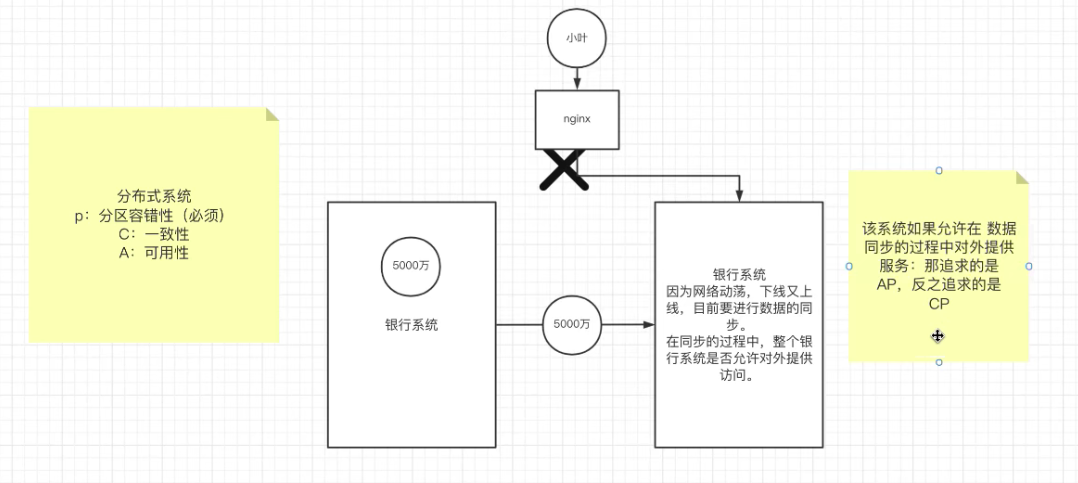 小叶
nginx
分布式系统
p：分区容错性（必须）
C：一致性
A：可用性
5000万
银行系统
5000万
银行系统
因为网络动荡，下线又上
线，目前要进行数据的同
步。
在同步的过程中，整个银
行系统是否允许对外提供
访问。
该系统如果允许在 数据
同步的过程中对外提供
服务：那追求的是
AP，反之追求的是
CP